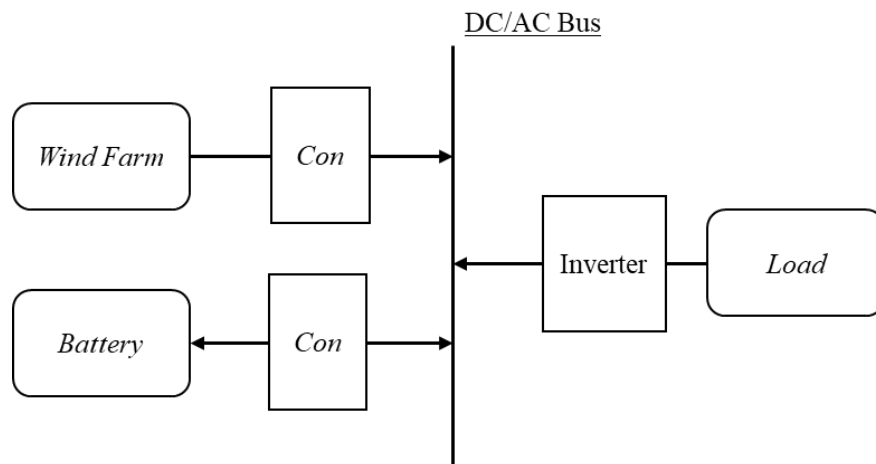 DC/AC Bus
Wind Farm
Con
Inverter
Load
Battery
Con